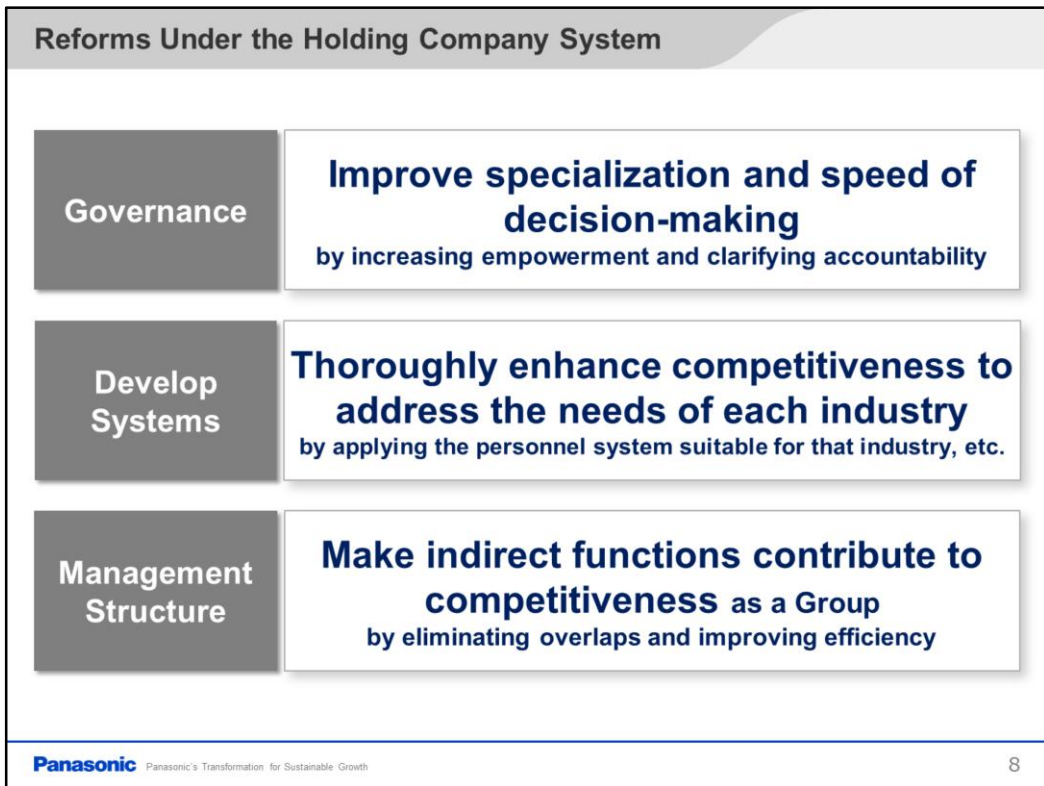 Reforms Under the Holding Company System
Governance
Improve specialization and speed of
decision-making
by increasing empowerment and clarifying accountability
Develop
Systems
Thoroughly enhance competitiveness to
address the needs of each industry
by applying the personnel system suitable for that industry, etc.
Management
Structure
Make indirect functions contribute to
competitiveness as a Group
by eliminating overlaps and improving efficiency
Panasonic Panasonic's Transformation for Sustainable Growth 8